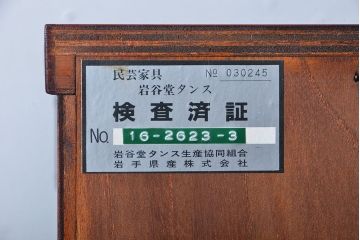 民芸家具 № 030245
岩谷堂タンス
検査済証
No. 16-2623-3
岩谷堂タンス生産協同組合
岩手県産株式会社